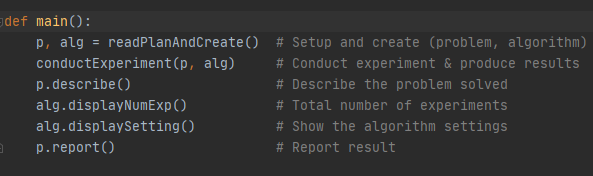 def main():
    p, alg = readPlanAndCreate()  # Setup and create (problem, algorithm)
    conductExperiment(p, alg)     # Conduct experiment & produce results
    p.describe()                  # Describe the problem solved
    alg.displayNumExp()           # Total number of experiments
    alg.displaySetting()          # Show the algorithm settings
    p.report()                    # Report result